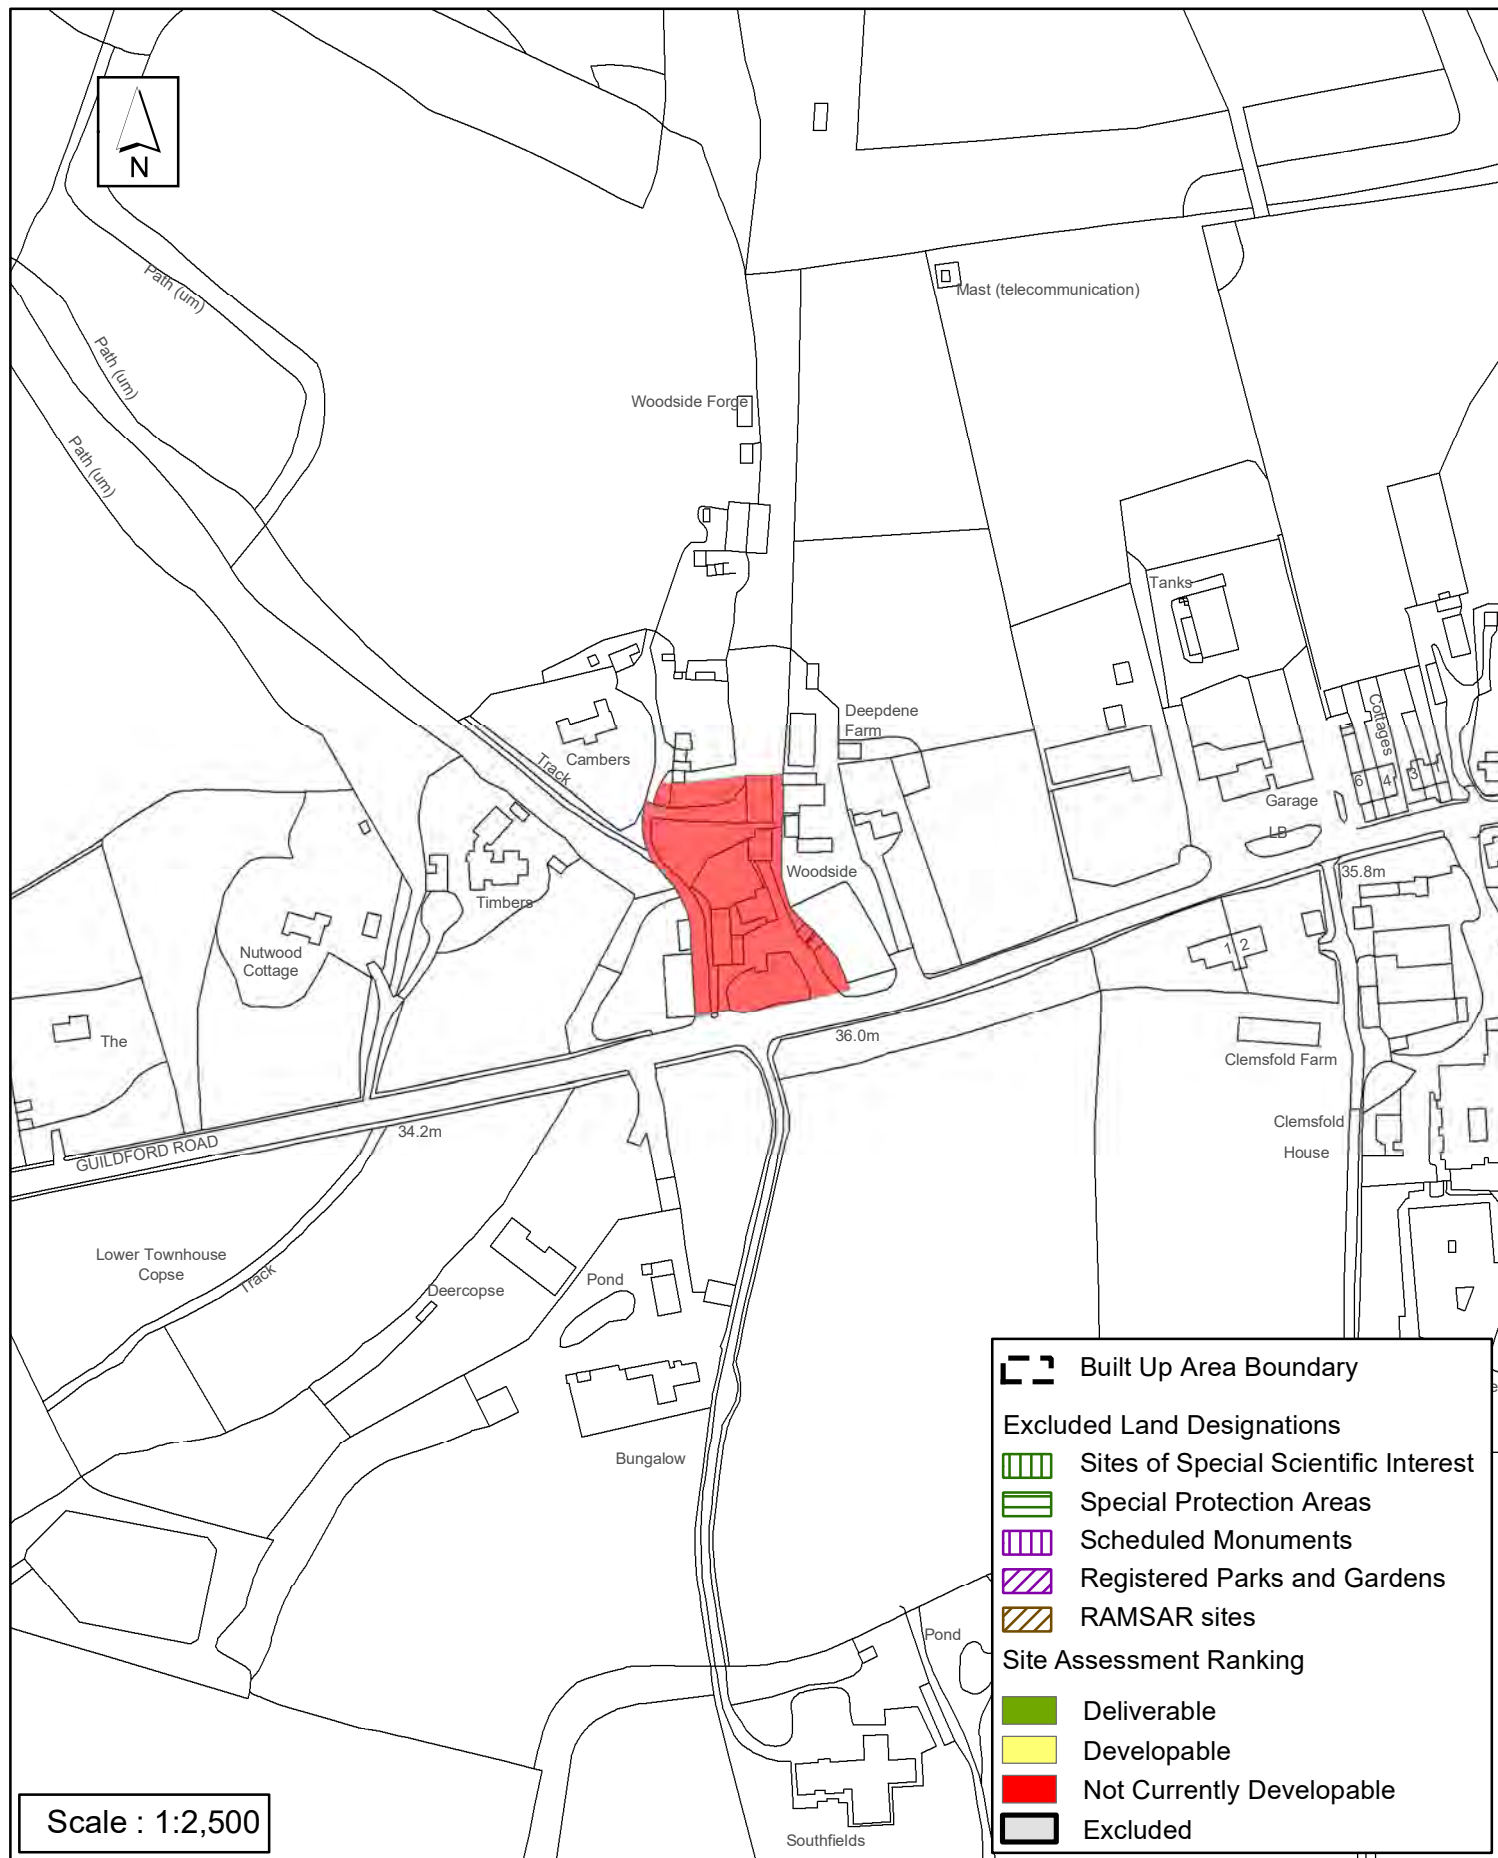 N
Path (um)
Path (um)
Path (um)
Mast (telecommunication)
Woodside Forge
Tanks
Deepdene
Farm
Cottages
Cambers
Track
6
4
3
Garage
LB
35.8m
Woodside
Timbers
Nutwood
Cottage
1
2
The
36.0m
Clemsfold Farm
Clemsfold
House
34.2m
GUILDFORD ROAD
Lower Townhouse
Copse
Track
Deercopse
Pond
Bungalow
Pond
Southfields
e
Built Up Area Boundary
Excluded Land Designations
Sites of Special Scientific Interest
Special Protection Areas
Scheduled Monuments
Registered Parks and Gardens
RAMSAR sites
Site Assessment Ranking
Deliverable
Developable
Not Currently Developable
Excluded
Scale : 1:2,500